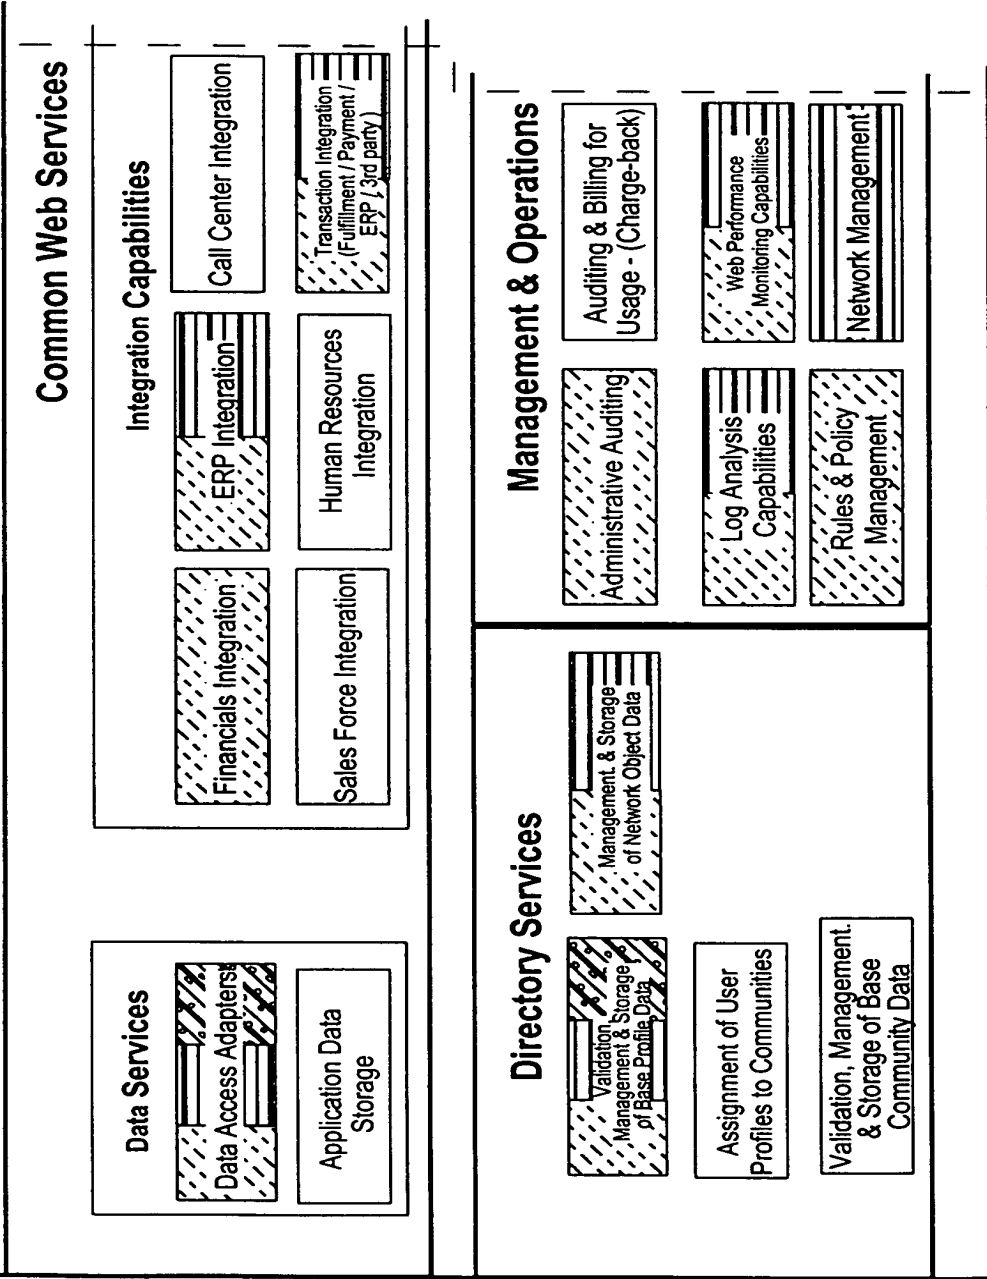 Common Web Services
Data Services
Data Access Adapters
Application Data
Storage
Integration Capabilities
Financials Integration
ERP Integration
Call Center Integration
Sales Force Integration
Human Resources
Integration
Transaction Integration
(Fulfillment / Payment /
ERP / 3rd party)
Directory Services
Validation,
Management & Storage
of Base Profile Data
Management & Storage
of Network Object Data
Assignment of User
Profiles to Communities
Validation, Management.
& Storage of Base
Community Data
Management & Operations
Administrative Auditing
Auditing & Billing for
Usage - (Charge-back)
Log Analysis
Capabilities
Web Performance
Monitoring Capabilities
Rules & Policy
Management
Network Management